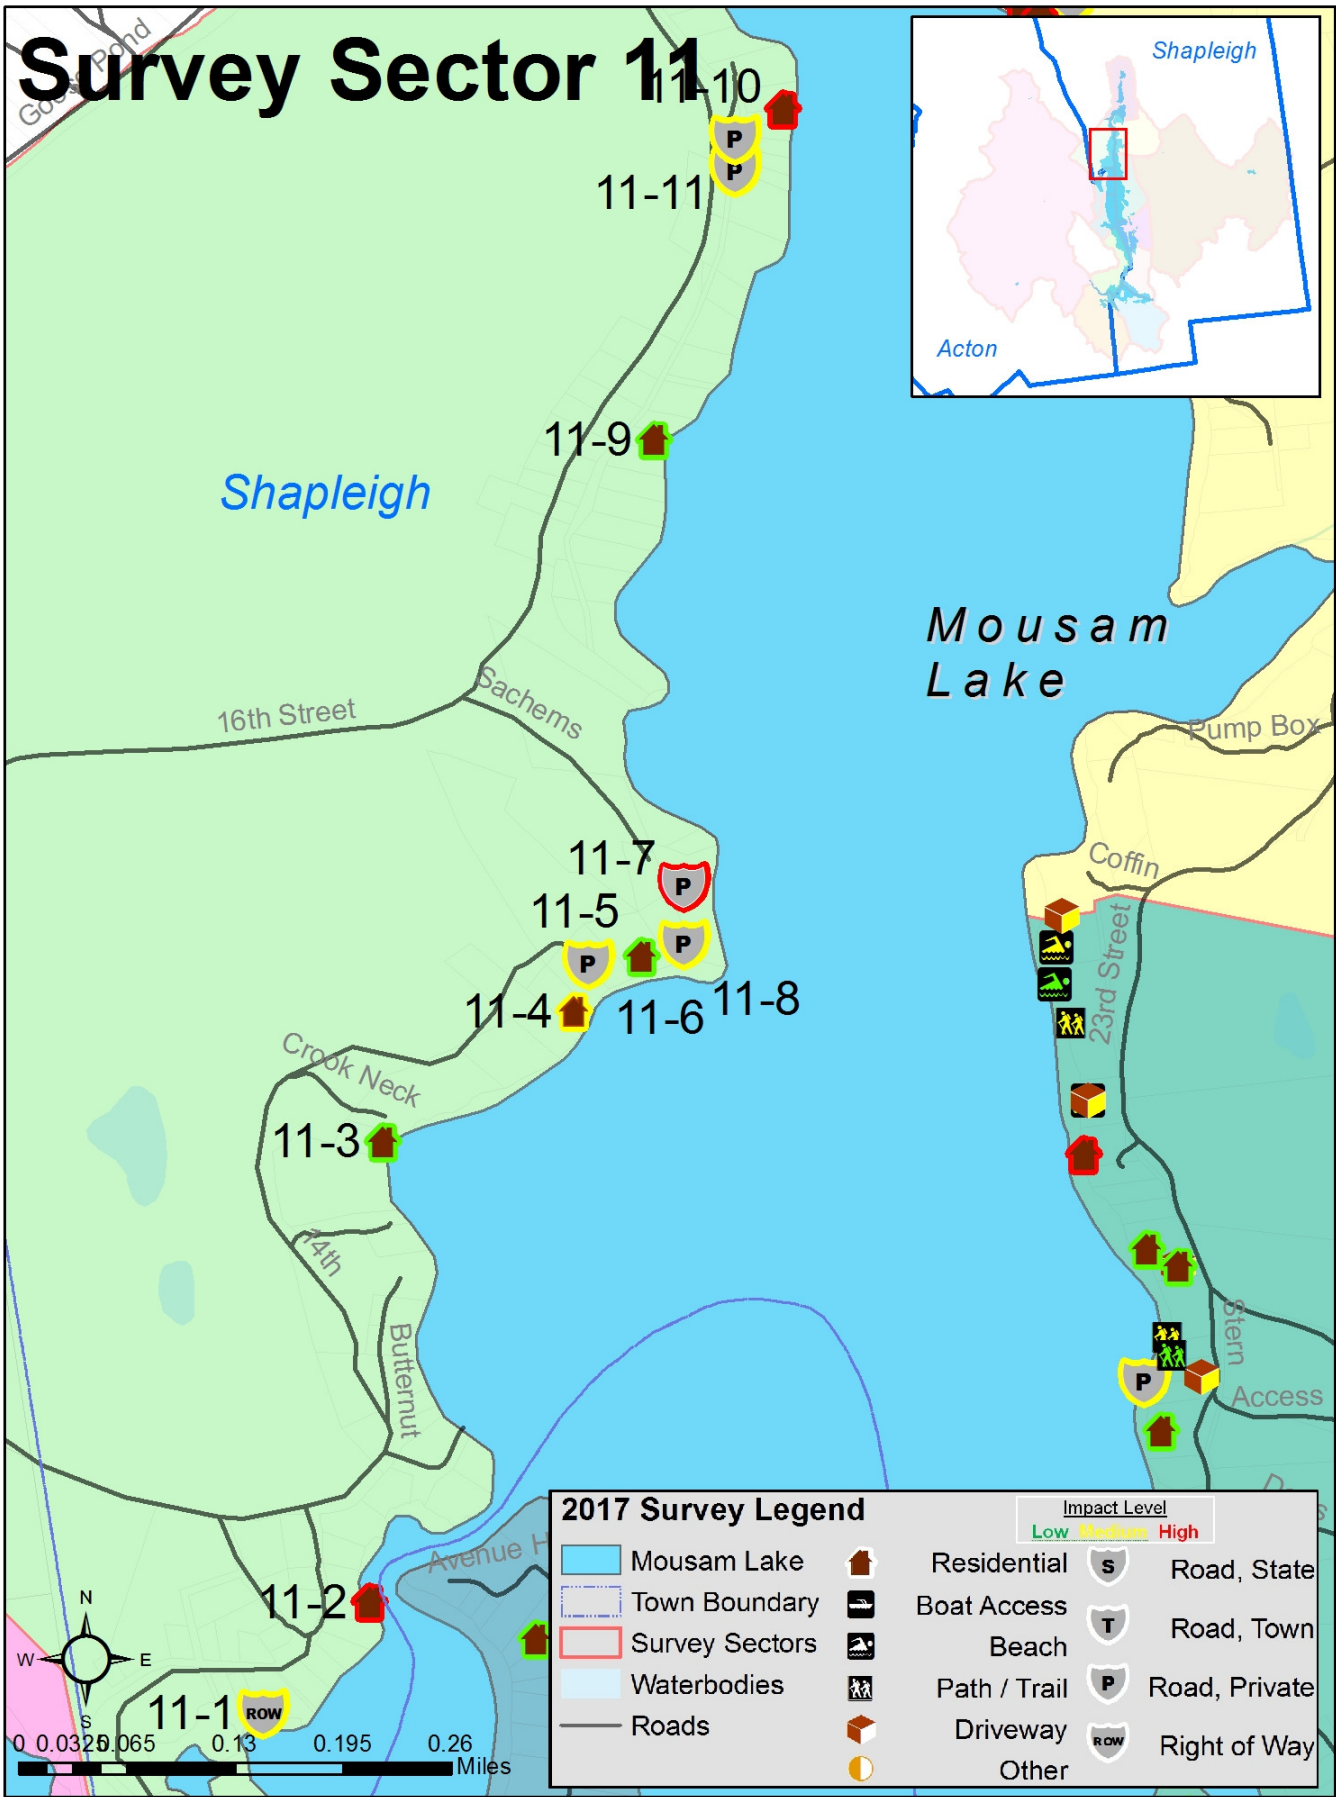 Survey Sector 11
Goose Pond
11-10
P
P
11-11
Shapleigh
Acton
11-9
Shapleigh
Mousam
Lake
Sachems
16th Street
Pump Box
Coffin
11-7
P
11-5
P
P
23rd Street
11-4
11-6
11-8
Crook Neck
11-3
14th
Butternut
Stern
P
Access
Avenue H
11-2
N
W
E
S
11-1
ROW
0 0.0325 0.065 0.13 0.195 0.26
Miles
2017 Survey Legend
Impact Level
Low Medium High
Mousam Lake
Town Boundary
Survey Sectors
Waterbodies
Roads
Residential
Boat Access
Beach
Path / Trail
Driveway
Other
S Road, State
T Road, Town
P Road, Private
ROW Right of Way